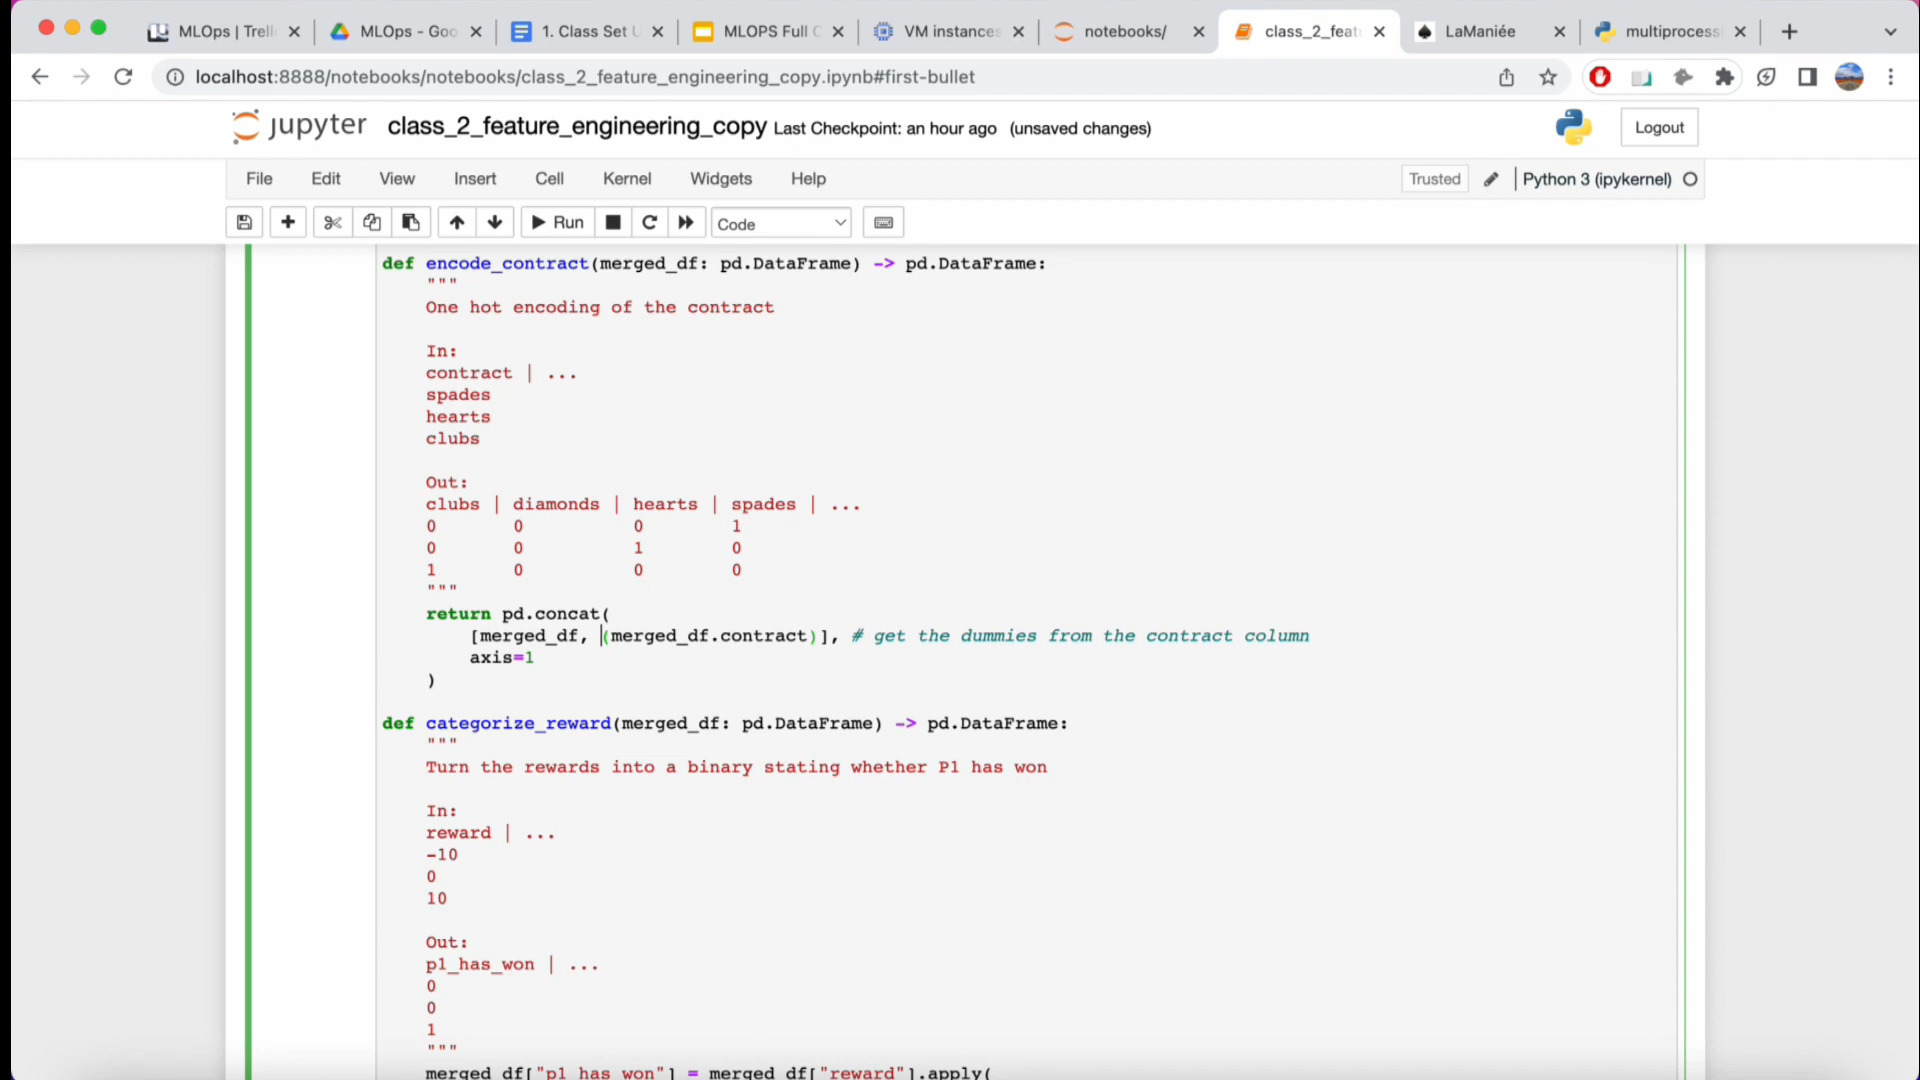 MLOps | Trell
MLOps - Goo
1. Class Set U
MLOPS Full C
VM instances
notebooks/
class_2_feat
LaManiée
multiprocess
localhost:8888/notebooks/notebooks/class_2_feature_engineering_copy.ipynb#first-bullet
jupyter class_2_feature_engineering_copy Last Checkpoint: an hour ago (unsaved changes)
Logout
File Edit View Insert Cell Kernel Widgets Help
Trusted
Python 3 (ipykernel)
Run
Code
def encode_contract(merged_df: pd.DataFrame) -> pd.DataFrame:
"""
One hot encoding of the contract
In:
contract | ...
spades
hearts
clubs
Out:
clubs | diamonds | hearts | spades | ...
0 0 0 1
0 0 1 0
1 0 0 0
"""
return pd.concat(
[merged_df, (merged_df.contract)], # get the dummies from the contract column
axis=1
)
def categorize_reward(merged_df: pd.DataFrame) -> pd.DataFrame:
"""
Turn the rewards into a binary stating whether P1 has won
In:
reward | ...
-10
0
10
Out:
p1_has_won | ...
0
0
1
"""
merged_df["p1_has_won"] = merged_df["reward"].apply(